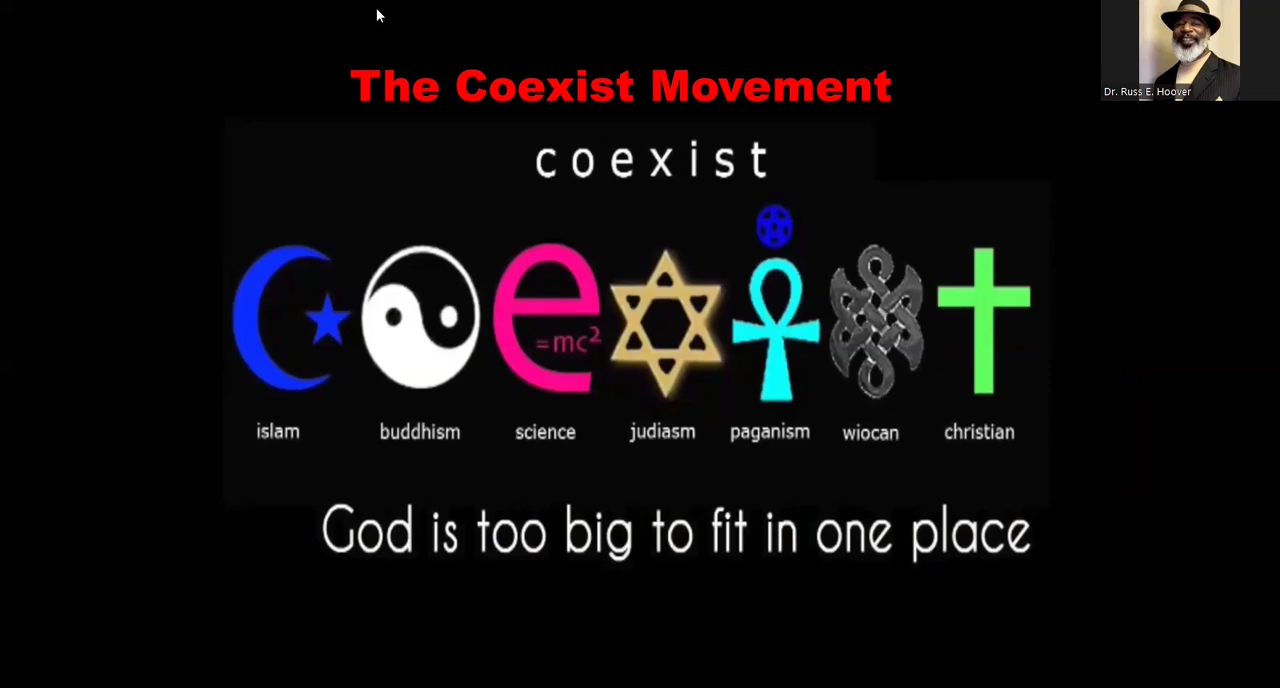 The Coexist Movement
Dr. Russ E. Hoover
coexist
e
=mc²
islam buddhism science judiasm paganism wiocan christian
God is too big to fit in one place